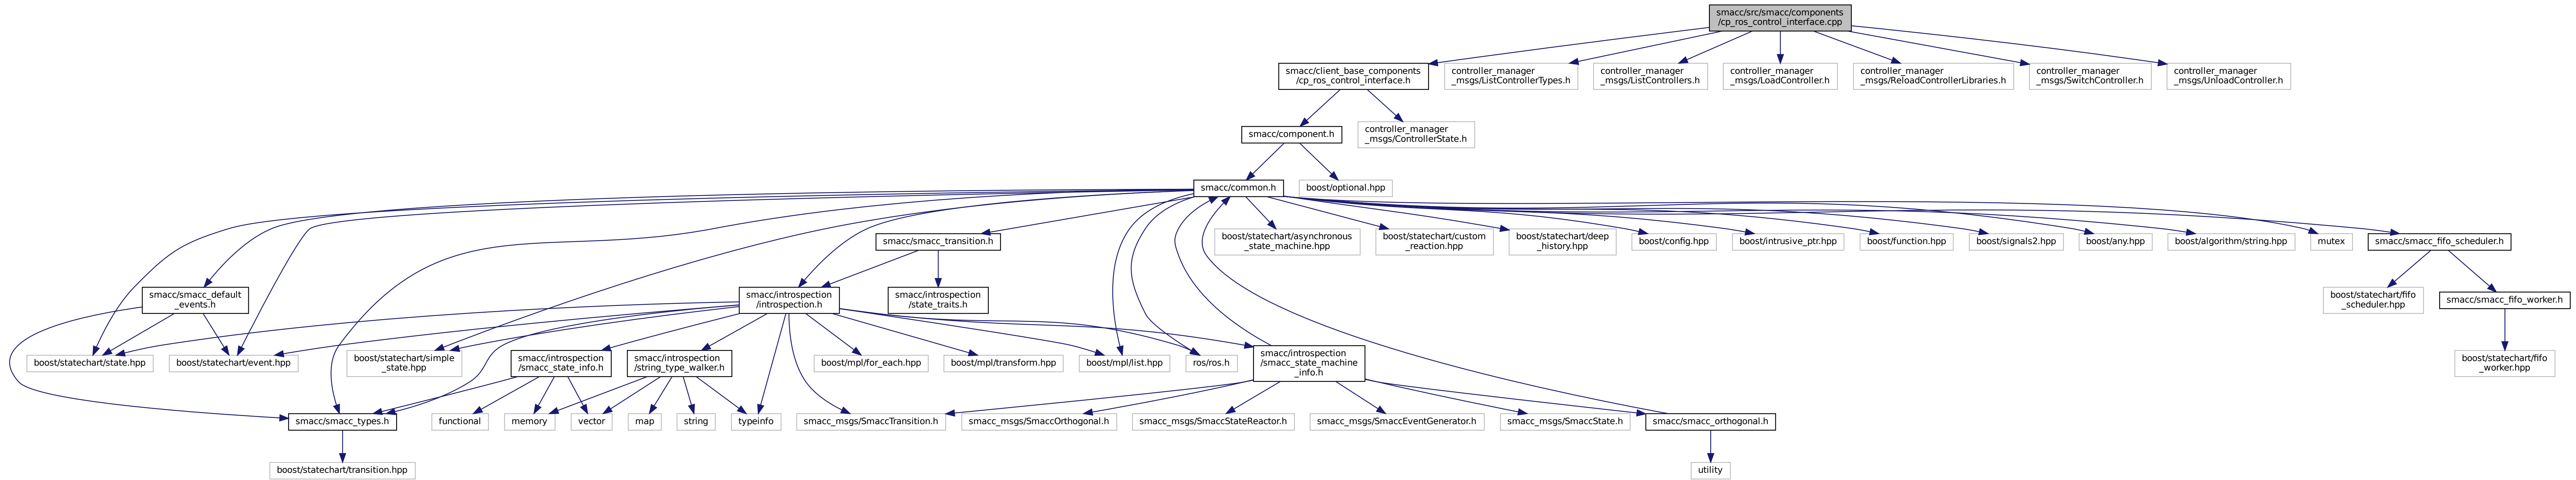 smacc/src/smacc/components
/cp_ros_control_interface.cpp
smacc/client_base_components
/cp_ros_control_interface.h
controller_manager
_msgs/ListControllerTypes.h
controller_manager
_msgs/ListControllers.h
controller_manager
_msgs/LoadController.h
controller_manager
_msgs/ReloadControllerLibraries.h
controller_manager
_msgs/SwitchController.h
controller_manager
_msgs/UnloadController.h
smacc/component.h
controller_manager
_msgs/ControllerState.h
smacc/common.h
boost/optional.hpp
smacc/smacc_transition.h
boost/statechart/asynchronous
_state_machine.hpp
boost/statechart/custom
_reaction.hpp
boost/statechart/deep
_history.hpp
boost/config.hpp
boost/intrusive_ptr.hpp
boost/function.hpp
boost/signals2.hpp
boost/any.hpp
boost/algorithm/string.hpp
mutex
smacc/smacc_fifo_scheduler.h
smacc/smacc_default
_events.h
smacc/introspection
/introspection.h
smacc/introspection
/state_traits.h
boost/statechart/fifo
_scheduler.hpp
smacc/smacc_fifo_worker.h
boost/statechart/state.hpp
boost/statechart/event.hpp
boost/statechart/simple
_state.hpp
smacc/introspection
/smacc_state_info.h
smacc/introspection
/string_type_walker.h
boost/mpl/for_each.hpp
boost/mpl/transform.hpp
boost/mpl/list.hpp
ros/ros.h
smacc/introspection
/smacc_state_machine
_info.h
boost/statechart/fifo
_worker.hpp
smacc/smacc_types.h
functional
memory
vector
map
string
typeinfo
smacc_msgs/SmaccTransition.h
smacc_msgs/SmaccOrthogonal.h
smacc_msgs/SmaccStateReactor.h
smacc_msgs/SmaccEventGenerator.h
smacc_msgs/SmaccState.h
smacc/smacc_orthogonal.h
boost/statechart/transition.hpp
utility